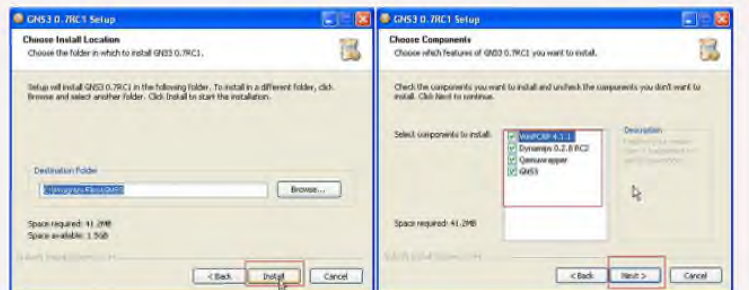 GNS3 0.7RC1 Setup
Choose Install Location
Choose the folder in which to install GNS3 0.7RC1.
Setup will install GNS3 0.7RC1 in the following folder. To install in a different folder, click
Browse and select another folder. Click Install to start the installation.
Destination Folder
C:\Program Files\GNS3
Browse...
Space required: 41.2MB
Space available: 1.5GB
< Back
Install
Cancel
GNS3 0.7RC1 Setup
Choose Components
Choose which features of GNS3 0.7RC1 you want to install.
Check the components you want to install and uncheck the components you don't want to
install. Click Next to continue.
Select components to install:
WinPCAP 4.1.1
Dynamips 0.2.8 RC2
Qemuwrapper
GNS3
Description
Space required: 41.2MB
< Back
Next >
Cancel